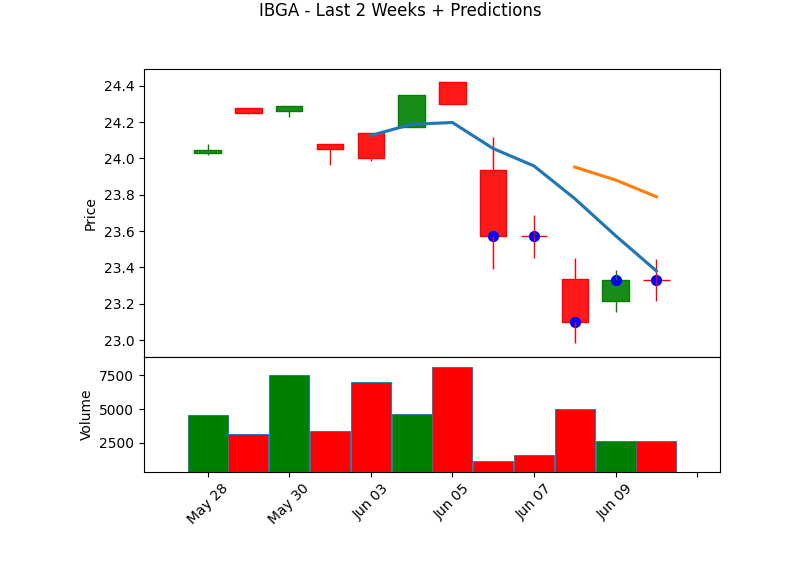 IBGA - Last 2 Weeks + Predictions
24.4
24.2
24.0
23.8
23.6
23.4
23.2
23.0
Price
7500
5000
2500
Volume
May 28
May 30
Jun 03
Jun 05
Jun 07
Jun 09